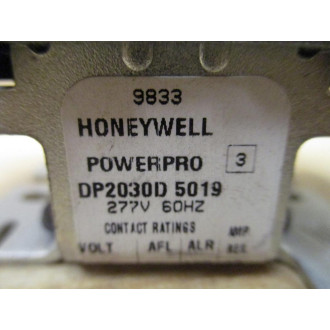 9833
HONEYWELL
POWERPRO 3
DP2030D 5019
277V 60HZ
CONTACT RATINGS
VOLT AFL ALR